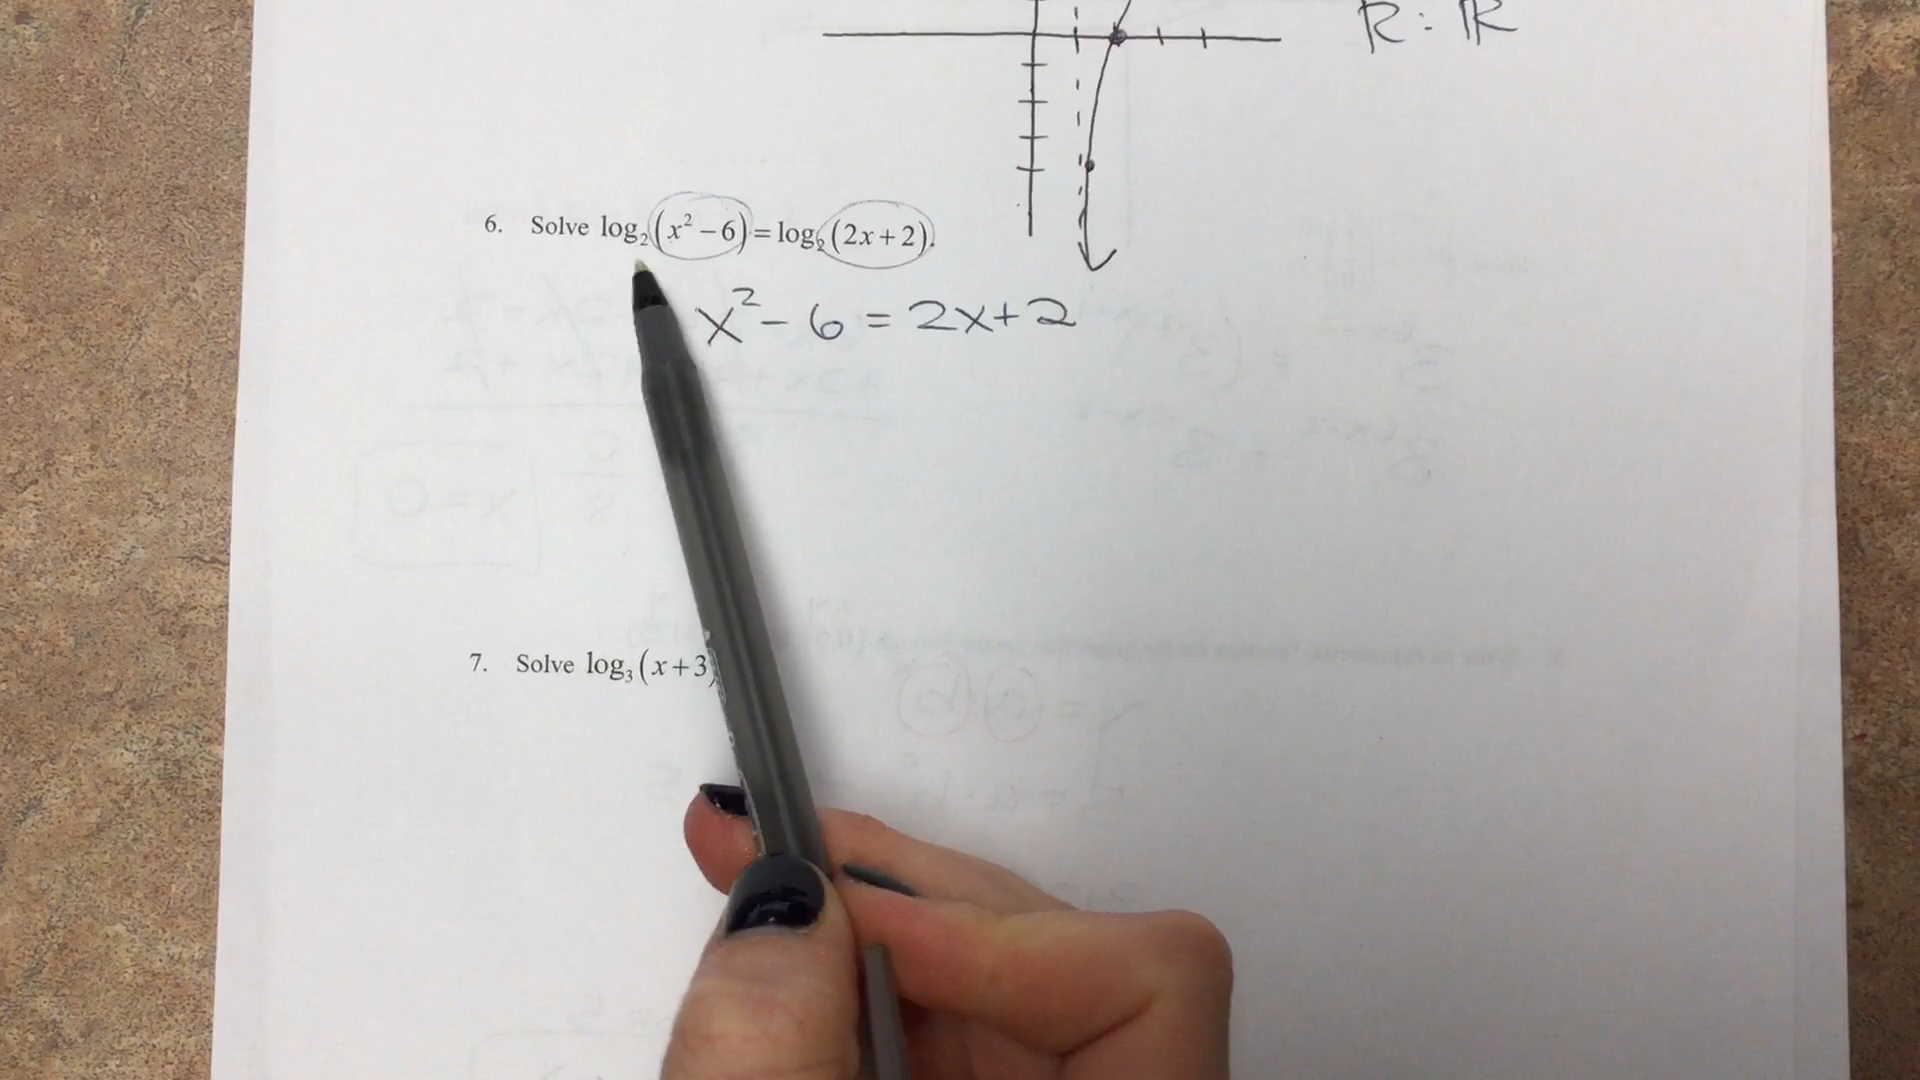 R: ℝ
6. Solve log₂(x² − 6) = log₂(2x + 2).
x² − 6 = 2x + 2
7. Solve log₃(x + 3)